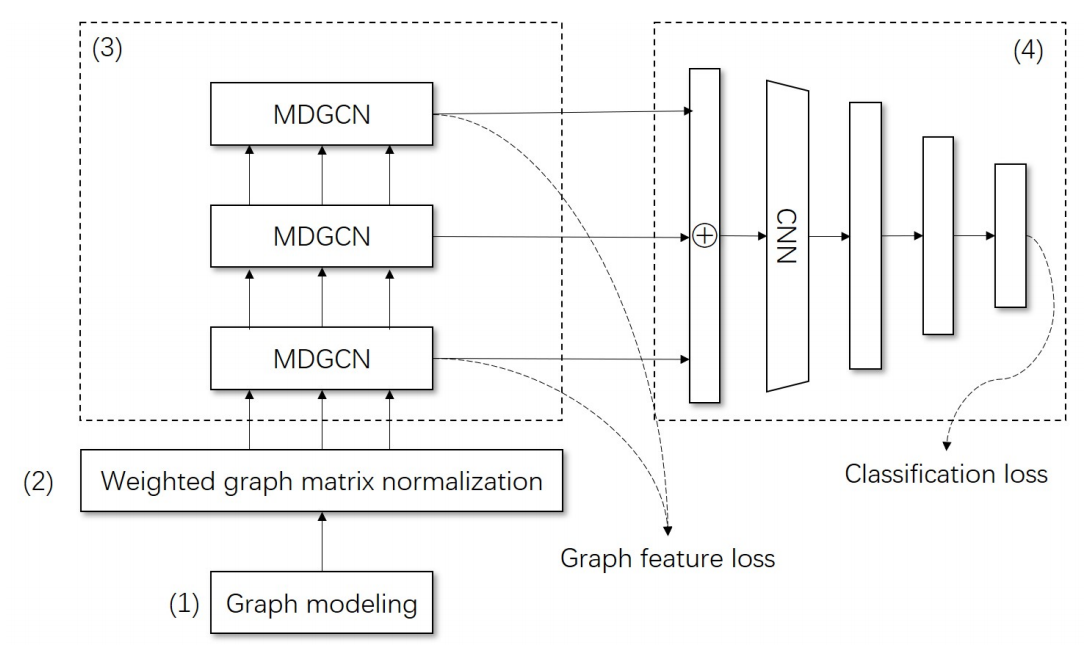 (3)
(4)
MDGCN
MDGCN
CNN
MDGCN
(2)
Weighted graph matrix normalization
Classification loss
Graph feature loss
(1)
Graph modeling